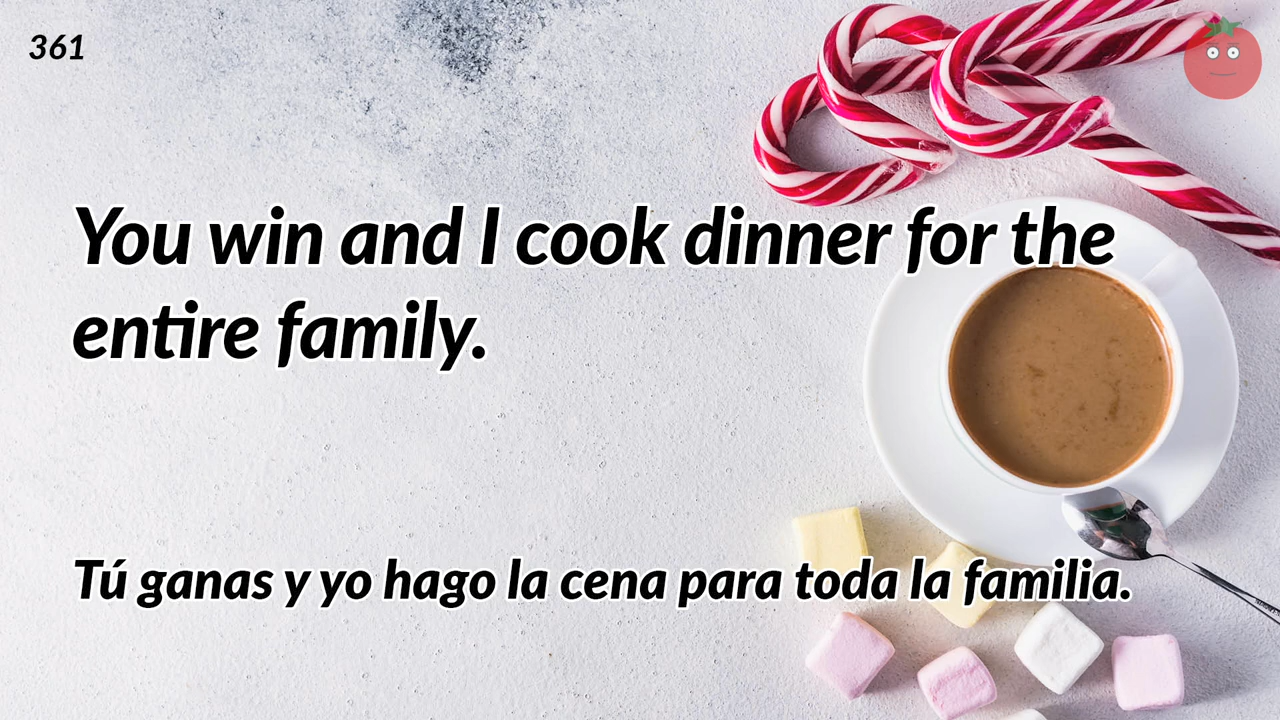 361
You win and I cook dinner for the
entire family.
Tú ganas y yo hago la cena para toda la familia.